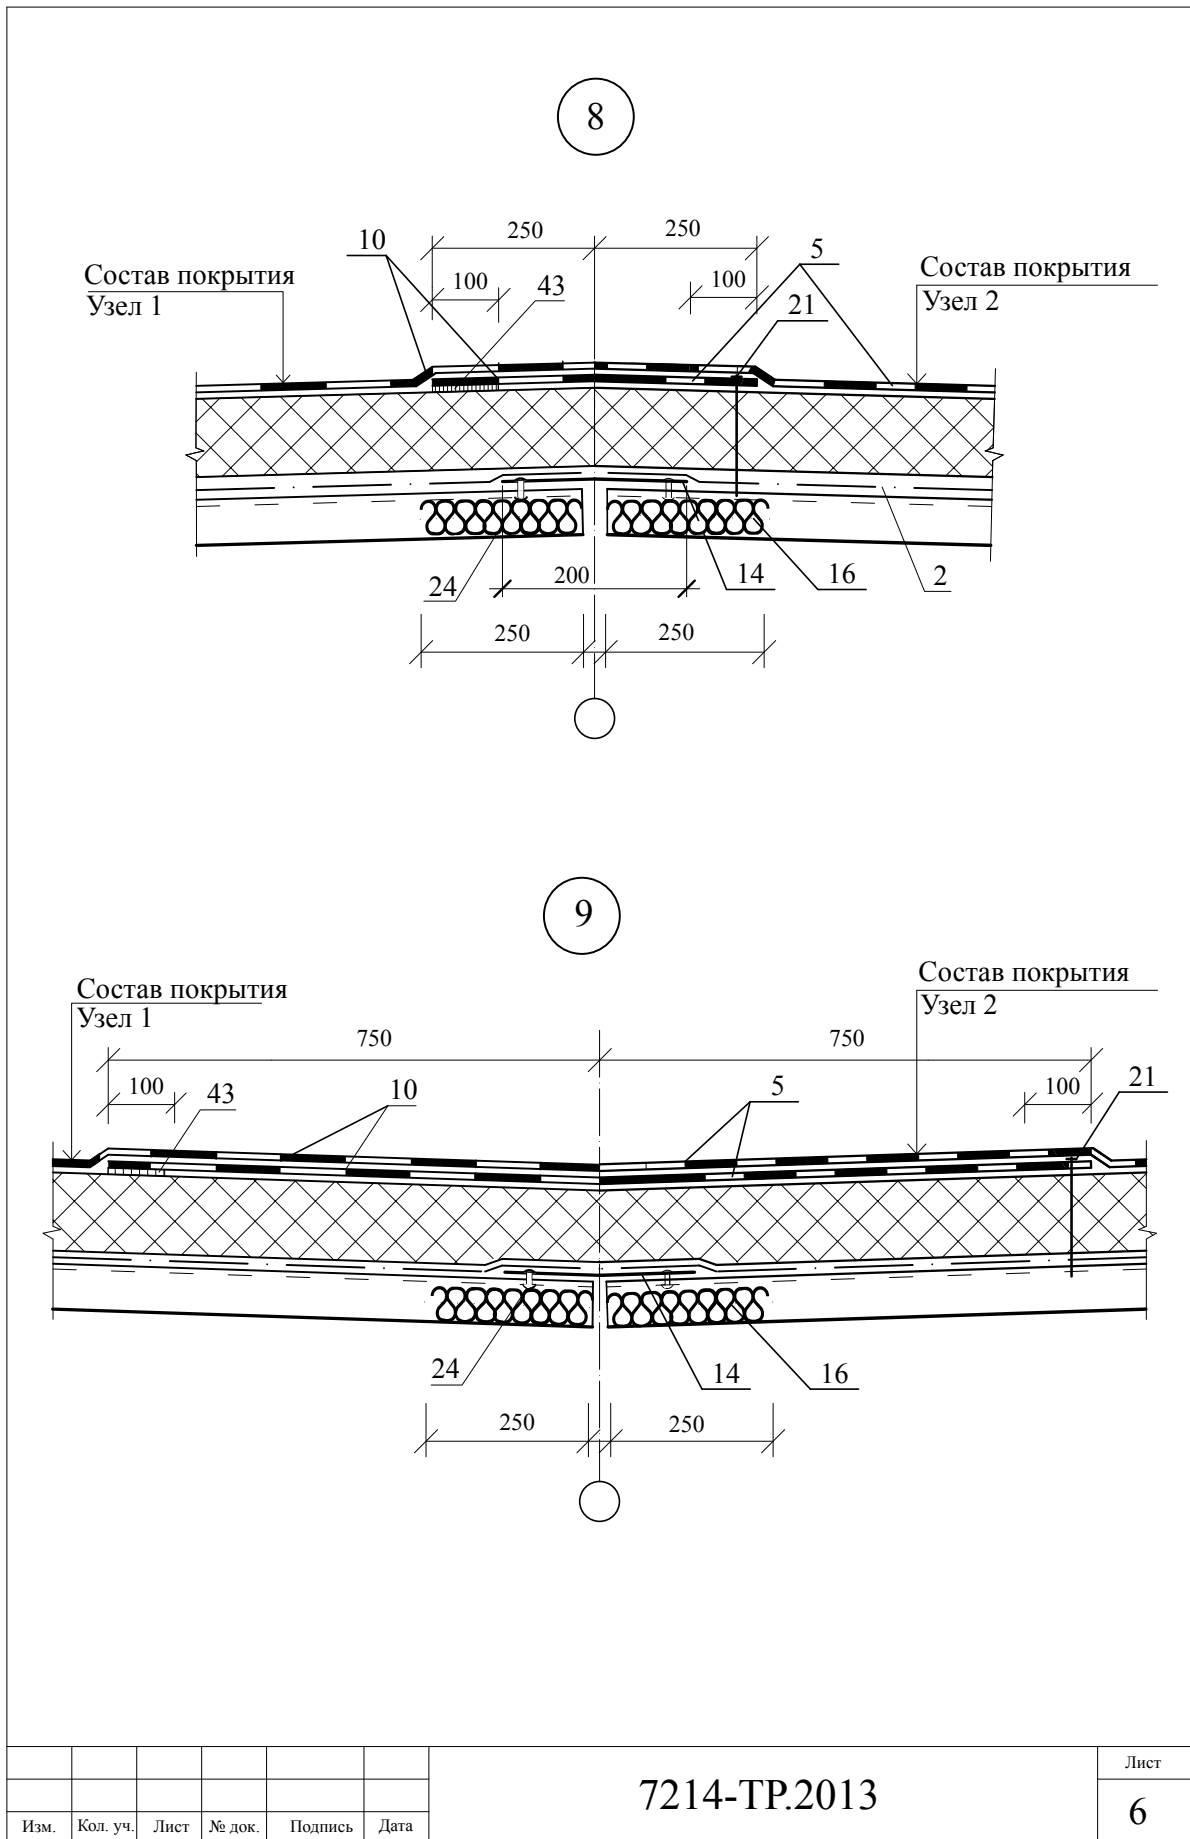 8
250 250
10 5
Состав покрытия
Узел 1
100 43 100
21
Состав покрытия
Узел 2
24 200 14 16 2
250 250
9
Состав покрытия
Узел 1
Состав покрытия
Узел 2
750 750
100 43 10 5 100 21
24 14 16
250 250
Изм. Кол. уч. Лист № док. Подпись Дата
7214-ТР.2013
Лист
6